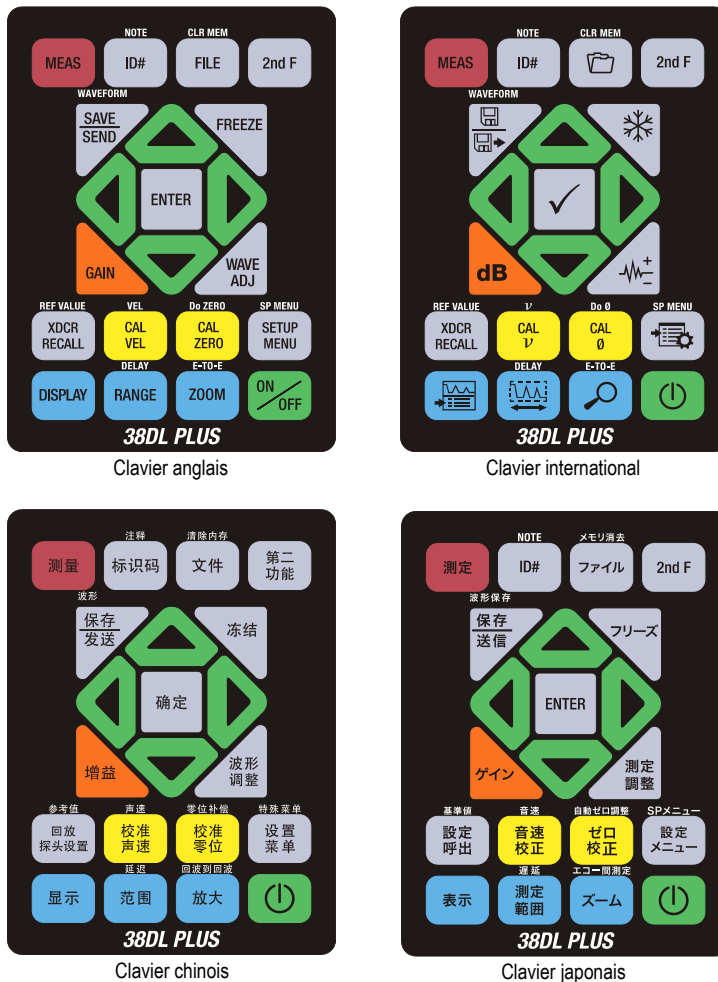 NOTE CLR MEM
MEAS ID# FILE 2nd F
WAVEFORM
SAVE
SEND
FREEZE
ENTER
GAIN
WAVE
ADJ
REF VALUE VEL Do ZERO SP MENU
XDCR
RECALL
CAL
VEL
CAL
ZERO
SETUP
MENU
DELAY E-TO-E
DISPLAY RANGE ZOOM ON/OFF
38DL PLUS
Clavier anglais
NOTE CLR MEM
MEAS ID# 2nd F
WAVEFORM
dB
REF VALUE ν Do Ø SP MENU
XDCR
RECALL
CAL
ν
CAL
Ø
DELAY E-TO-E
38DL PLUS
Clavier international
注释 清除内存
测量 标识码 文件 第二
功能
波形
保存
发送
冻结
确定
增益
波形
调整
参考值 声速 零位补偿 特殊菜单
回放
探头设置
校准
声速
校准
零位
设置
菜单
延迟 回波到回波
显示 范围 放大
38DL PLUS
Clavier chinois
NOTE メモリ消去
測定 ID# ファイル 2nd F
波形保存
保存
送信
フリーズ
ENTER
ゲイン
測定
調整
基準値 音速 自動ゼロ調整 SPメニュー
設定
呼出
音速
校正
ゼロ
校正
設定
メニュー
遅延 エコー間測定
表示 測定
範囲 ズーム
38DL PLUS
Clavier japonais